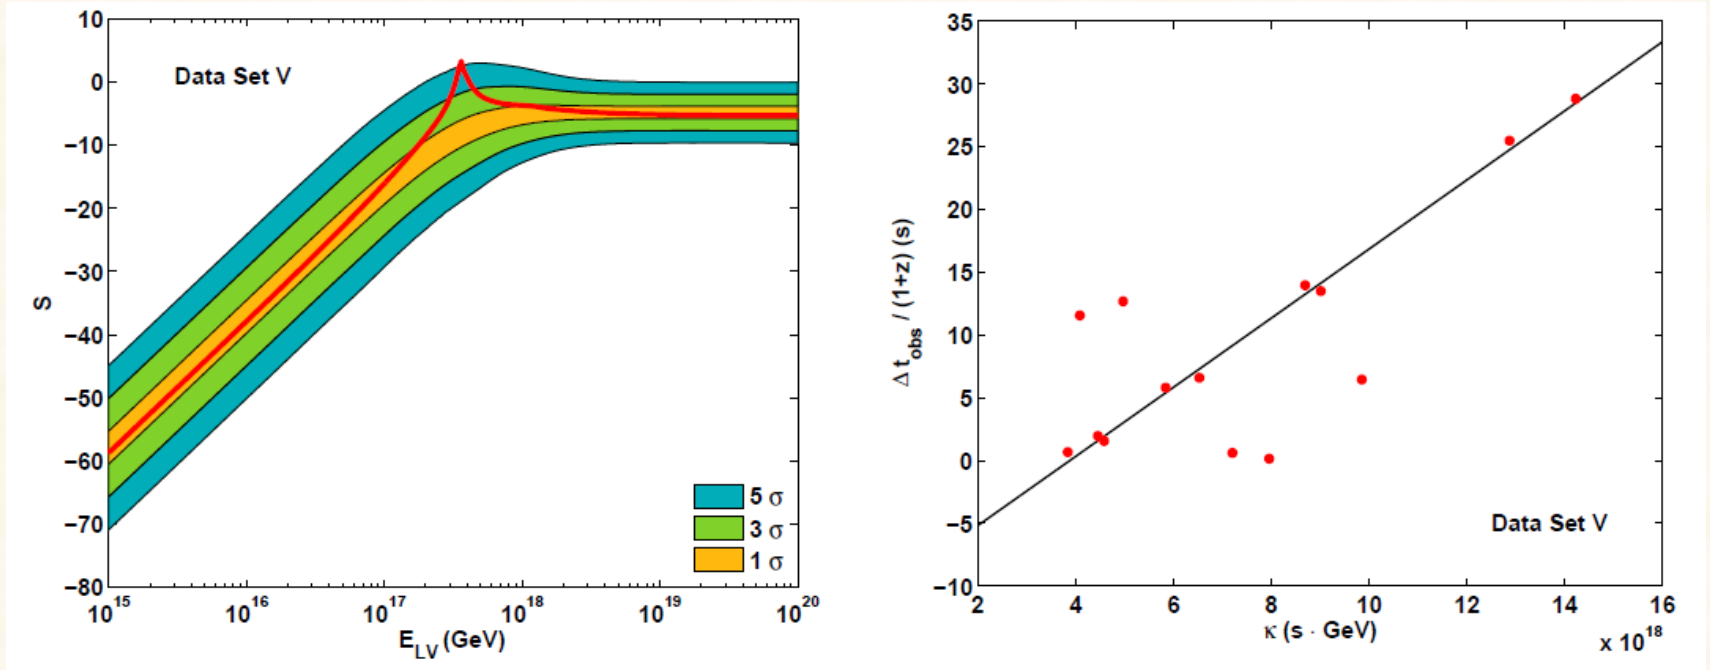 10
0
−10
−20
−30
−40
−50
−60
−70
−80
S
Data Set V
5 σ
3 σ
1 σ
10^15 10^16 10^17 10^18 10^19 10^20
E_LV (GeV)
35
30
25
20
15
10
5
0
−5
−10
Δ t_obs / (1+z) (s)
Data Set V
2 4 6 8 10 12 14 16
κ (s · GeV)
x 10^18